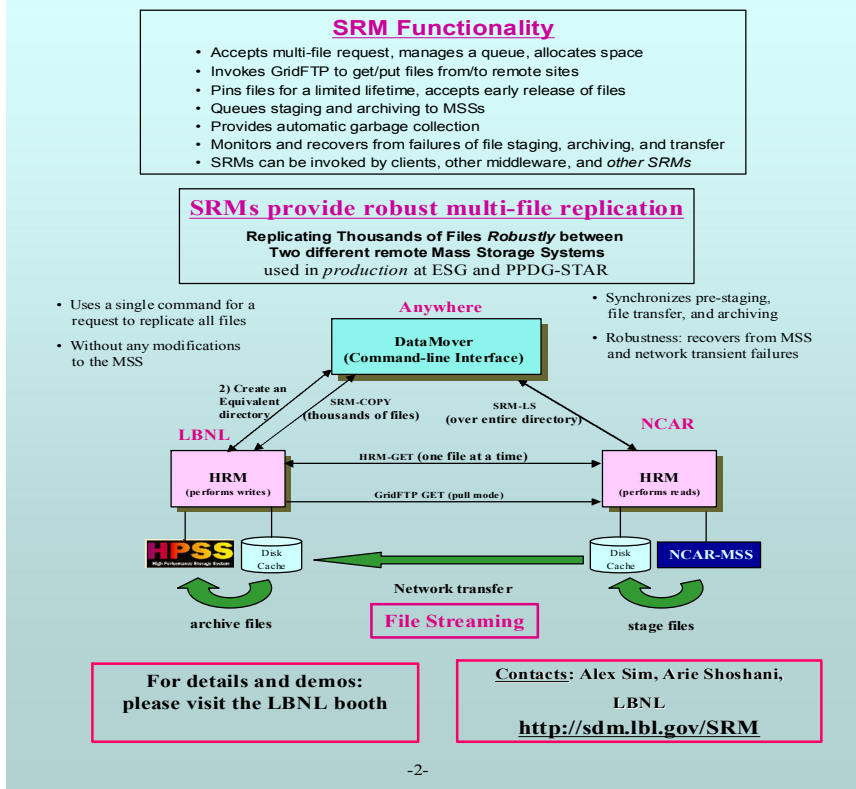 SRM Functionality
• Accepts multi-file request, manages a queue, allocates space
• Invokes GridFTP to get/put files from/to remote sites
• Pins files for a limited lifetime, accepts early release of files
• Queues staging and archiving to MSSs
• Provides automatic garbage collection
• Monitors and recovers from failures of file staging, archiving, and transfer
• SRMs can be invoked by clients, other middleware, and other SRMs
SRMs provide robust multi-file replication
Replicating Thousands of Files Robustly between
Two different remote Mass Storage Systems
used in production at ESG and PPDG-STAR
• Uses a single command for a
request to replicate all files
• Without any modifications
to the MSS
Anywhere
DataMover
(Command-line Interface)
• Synchronizes pre-staging,
file transfer, and archiving
• Robustness: recovers from MSS
and network transient failures
2) Create an
Equivalent
directory
SRM-COPY
(thousands of files)
SRM-LS
(over entire directory)
LBNL
NCAR
HRM
(performs writes)
HRM-GET (one file at a time)
GridFTP GET (pull mode)
HRM
(performs reads)
HPSS
High Performance Storage System
Disk
Cache
Disk
Cache
NCAR-MSS
Network transfer
archive files
File Streaming
stage files
For details and demos:
please visit the LBNL booth
Contacts: Alex Sim, Arie Shoshani,
LBNL
http://sdm.lbl.gov/SRM
-2-